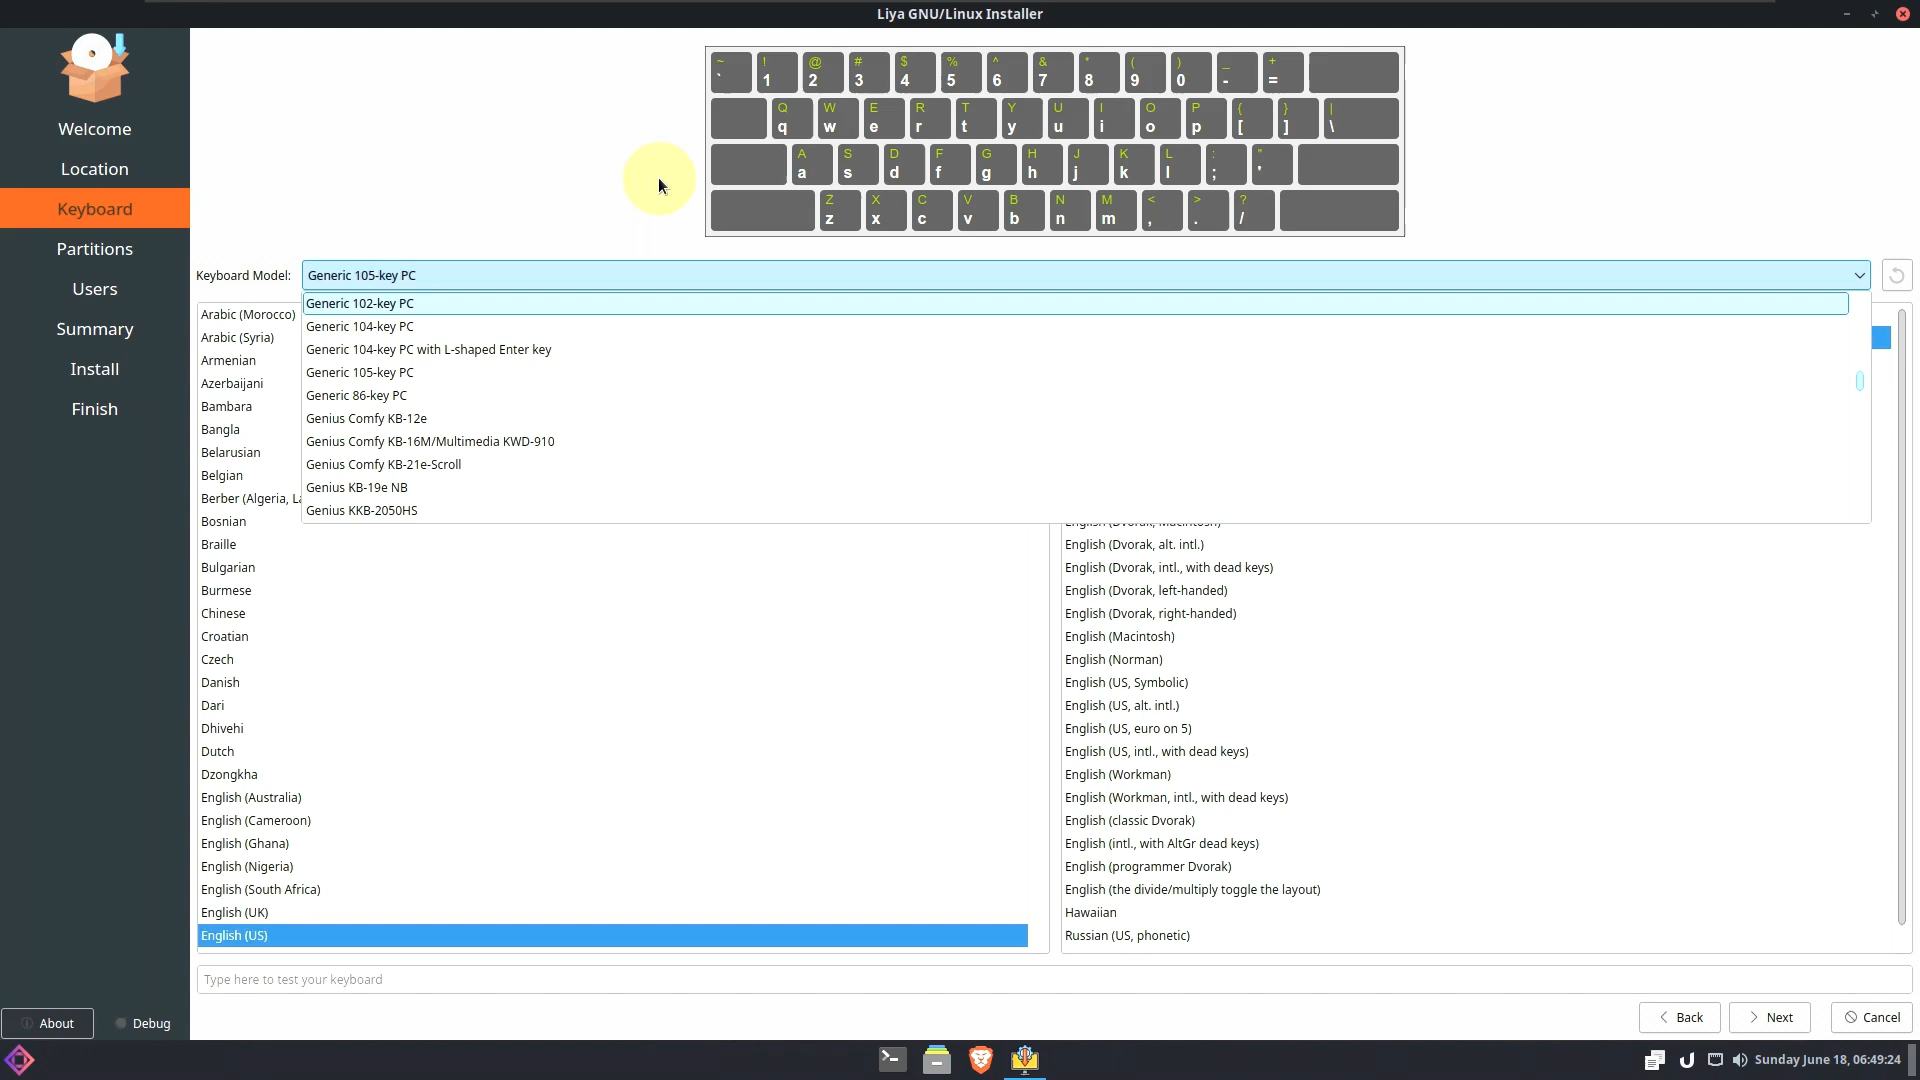 Liya GNU/Linux Installer
Welcome
Location
Keyboard
Partitions
Users
Summary
Install
Finish
~ ! @ # $ % ^ & * ( ) _ +
` 1 2 3 4 5 6 7 8 9 0 - =
Q W E R T Y U I O P { } |
q w e r t y u i o p [ ] \
A S D F G H J K L : "
a s d f g h j k l ; '
Z X C V B N M < > ?
z x c v b n m , . /
Keyboard Model:
Generic 105-key PC
Generic 102-key PC
Generic 104-key PC
Generic 104-key PC with L-shaped Enter key
Generic 105-key PC
Generic 86-key PC
Genius Comfy KB-12e
Genius Comfy KB-16M/Multimedia KWD-910
Genius Comfy KB-21e-Scroll
Genius KB-19e NB
Genius KKB-2050HS
Arabic (Morocco)
Arabic (Syria)
Armenian
Azerbaijani
Bambara
Bangla
Belarusian
Belgian
Berber (Algeria,
Bosnian
Braille
Bulgarian
Burmese
Chinese
Croatian
Czech
Danish
Dari
Dhivehi
Dutch
Dzongkha
English (Australia)
English (Cameroon)
English (Ghana)
English (Nigeria)
English (South Africa)
English (UK)
English (US)
English (Dvorak, Macintosh)
English (Dvorak, alt. intl.)
English (Dvorak, intl., with dead keys)
English (Dvorak, left-handed)
English (Dvorak, right-handed)
English (Macintosh)
English (Norman)
English (US, Symbolic)
English (US, alt. intl.)
English (US, euro on 5)
English (US, intl., with dead keys)
English (Workman)
English (Workman, intl., with dead keys)
English (classic Dvorak)
English (intl., with AltGr dead keys)
English (programmer Dvorak)
English (the divide/multiply toggle the layout)
Hawaiian
Russian (US, phonetic)
Type here to test your keyboard
About
Debug
Back
Next
Cancel
Sunday June 18, 06:49:24